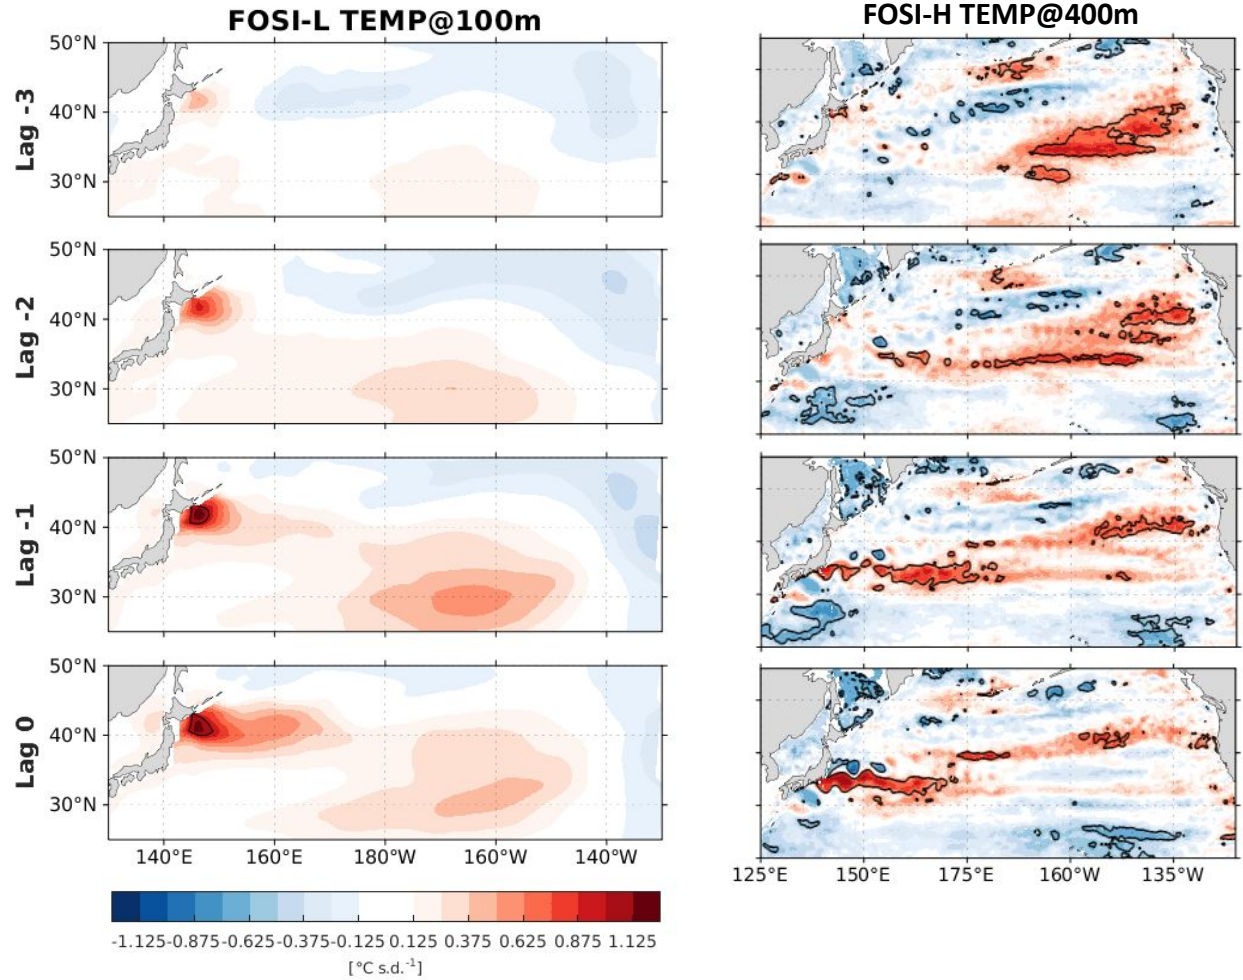 FOSI-L TEMP@100m
FOSI-H TEMP@400m
50°N
40°N
30°N
Lag -3
50°N
40°N
30°N
Lag -2
50°N
40°N
30°N
Lag -1
50°N
40°N
30°N
Lag 0
140°E 160°E 180°W 160°W 140°W
125°E 150°E 175°E 160°W 135°W
-1.125-0.875-0.625-0.375-0.125 0.125 0.375 0.625 0.875 1.125
[°C s.d.⁻¹]